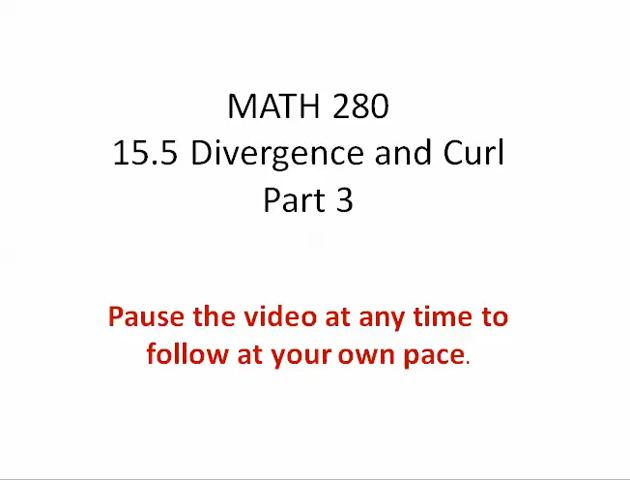 MATH 280
15.5 Divergence and Curl
Part 3
Pause the video at any time to
follow at your own pace.